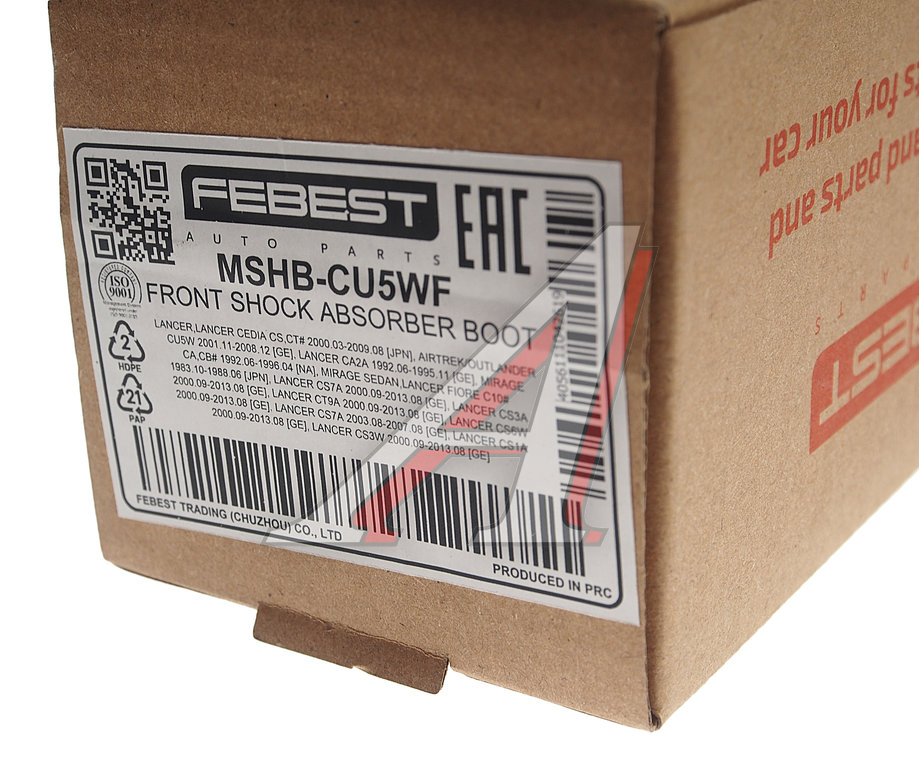 FEBEST
AUTO PARTS
EAC
ISO
9001
MSHB-CU5WF
FRONT SHOCK ABSORBER BOOT
2
HDPE
21
PAP
LANCER,LANCER CEDIA CS,CT# 2000.03-2009.08 [JPN], AIRTREK/OUTLANDER
CU5W 2001.11-2008.12 [GE], LANCER CA2A 1992.06-1995.11 [GE], MIRAGE
CA,CB# 1992.06-1996.04 [NA], MIRAGE SEDAN,LANCER FIORE C10#
1983.10-1988.06 [JPN], LANCER CS7A 2000.09-2013.08 [GE], LANCER CS3A
2000.09-2013.08 [GE], LANCER CT9A 2000.09-2013.08 [GE], LANCER CS6W
2000.09-2013.08 [GE], LANCER CS7A 2003.08-2007.08 [GE], LANCER CS1A
2000.09-2013.08 [GE], LANCER CS3W 2000.09-2013.08 [GE]
FEBEST TRADING (CHUZHOU) CO., LTD
PRODUCED IN PRC
and parts and
ts for your car
PARTS
EST